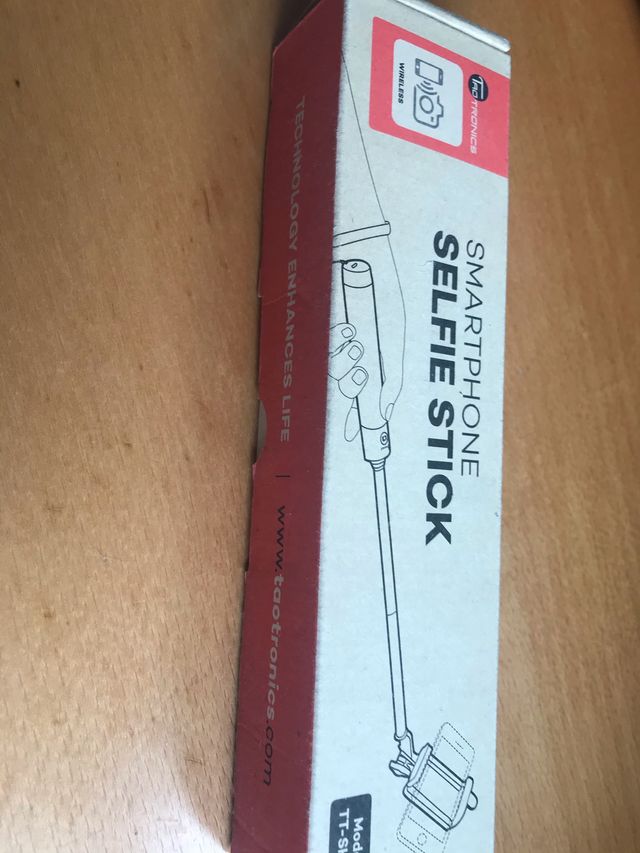 TAOTRONICS
WIRELESS
SMARTPHONE
SELFIE STICK
TECHNOLOGY ENHANCES LIFE | www.taotronics.com